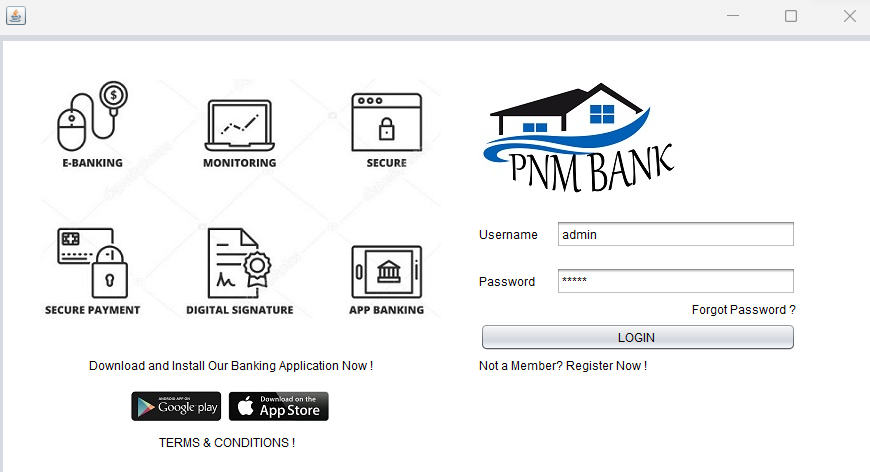 E-BANKING
MONITORING
SECURE
SECURE PAYMENT
DIGITAL SIGNATURE
APP BANKING
Download and Install Our Banking Application Now !
ANDROID APP ON
Google play
Download on the
App Store
TERMS & CONDITIONS !
PNM BANK
Username
admin
Password
*****
Forgot Password ?
LOGIN
Not a Member? Register Now !